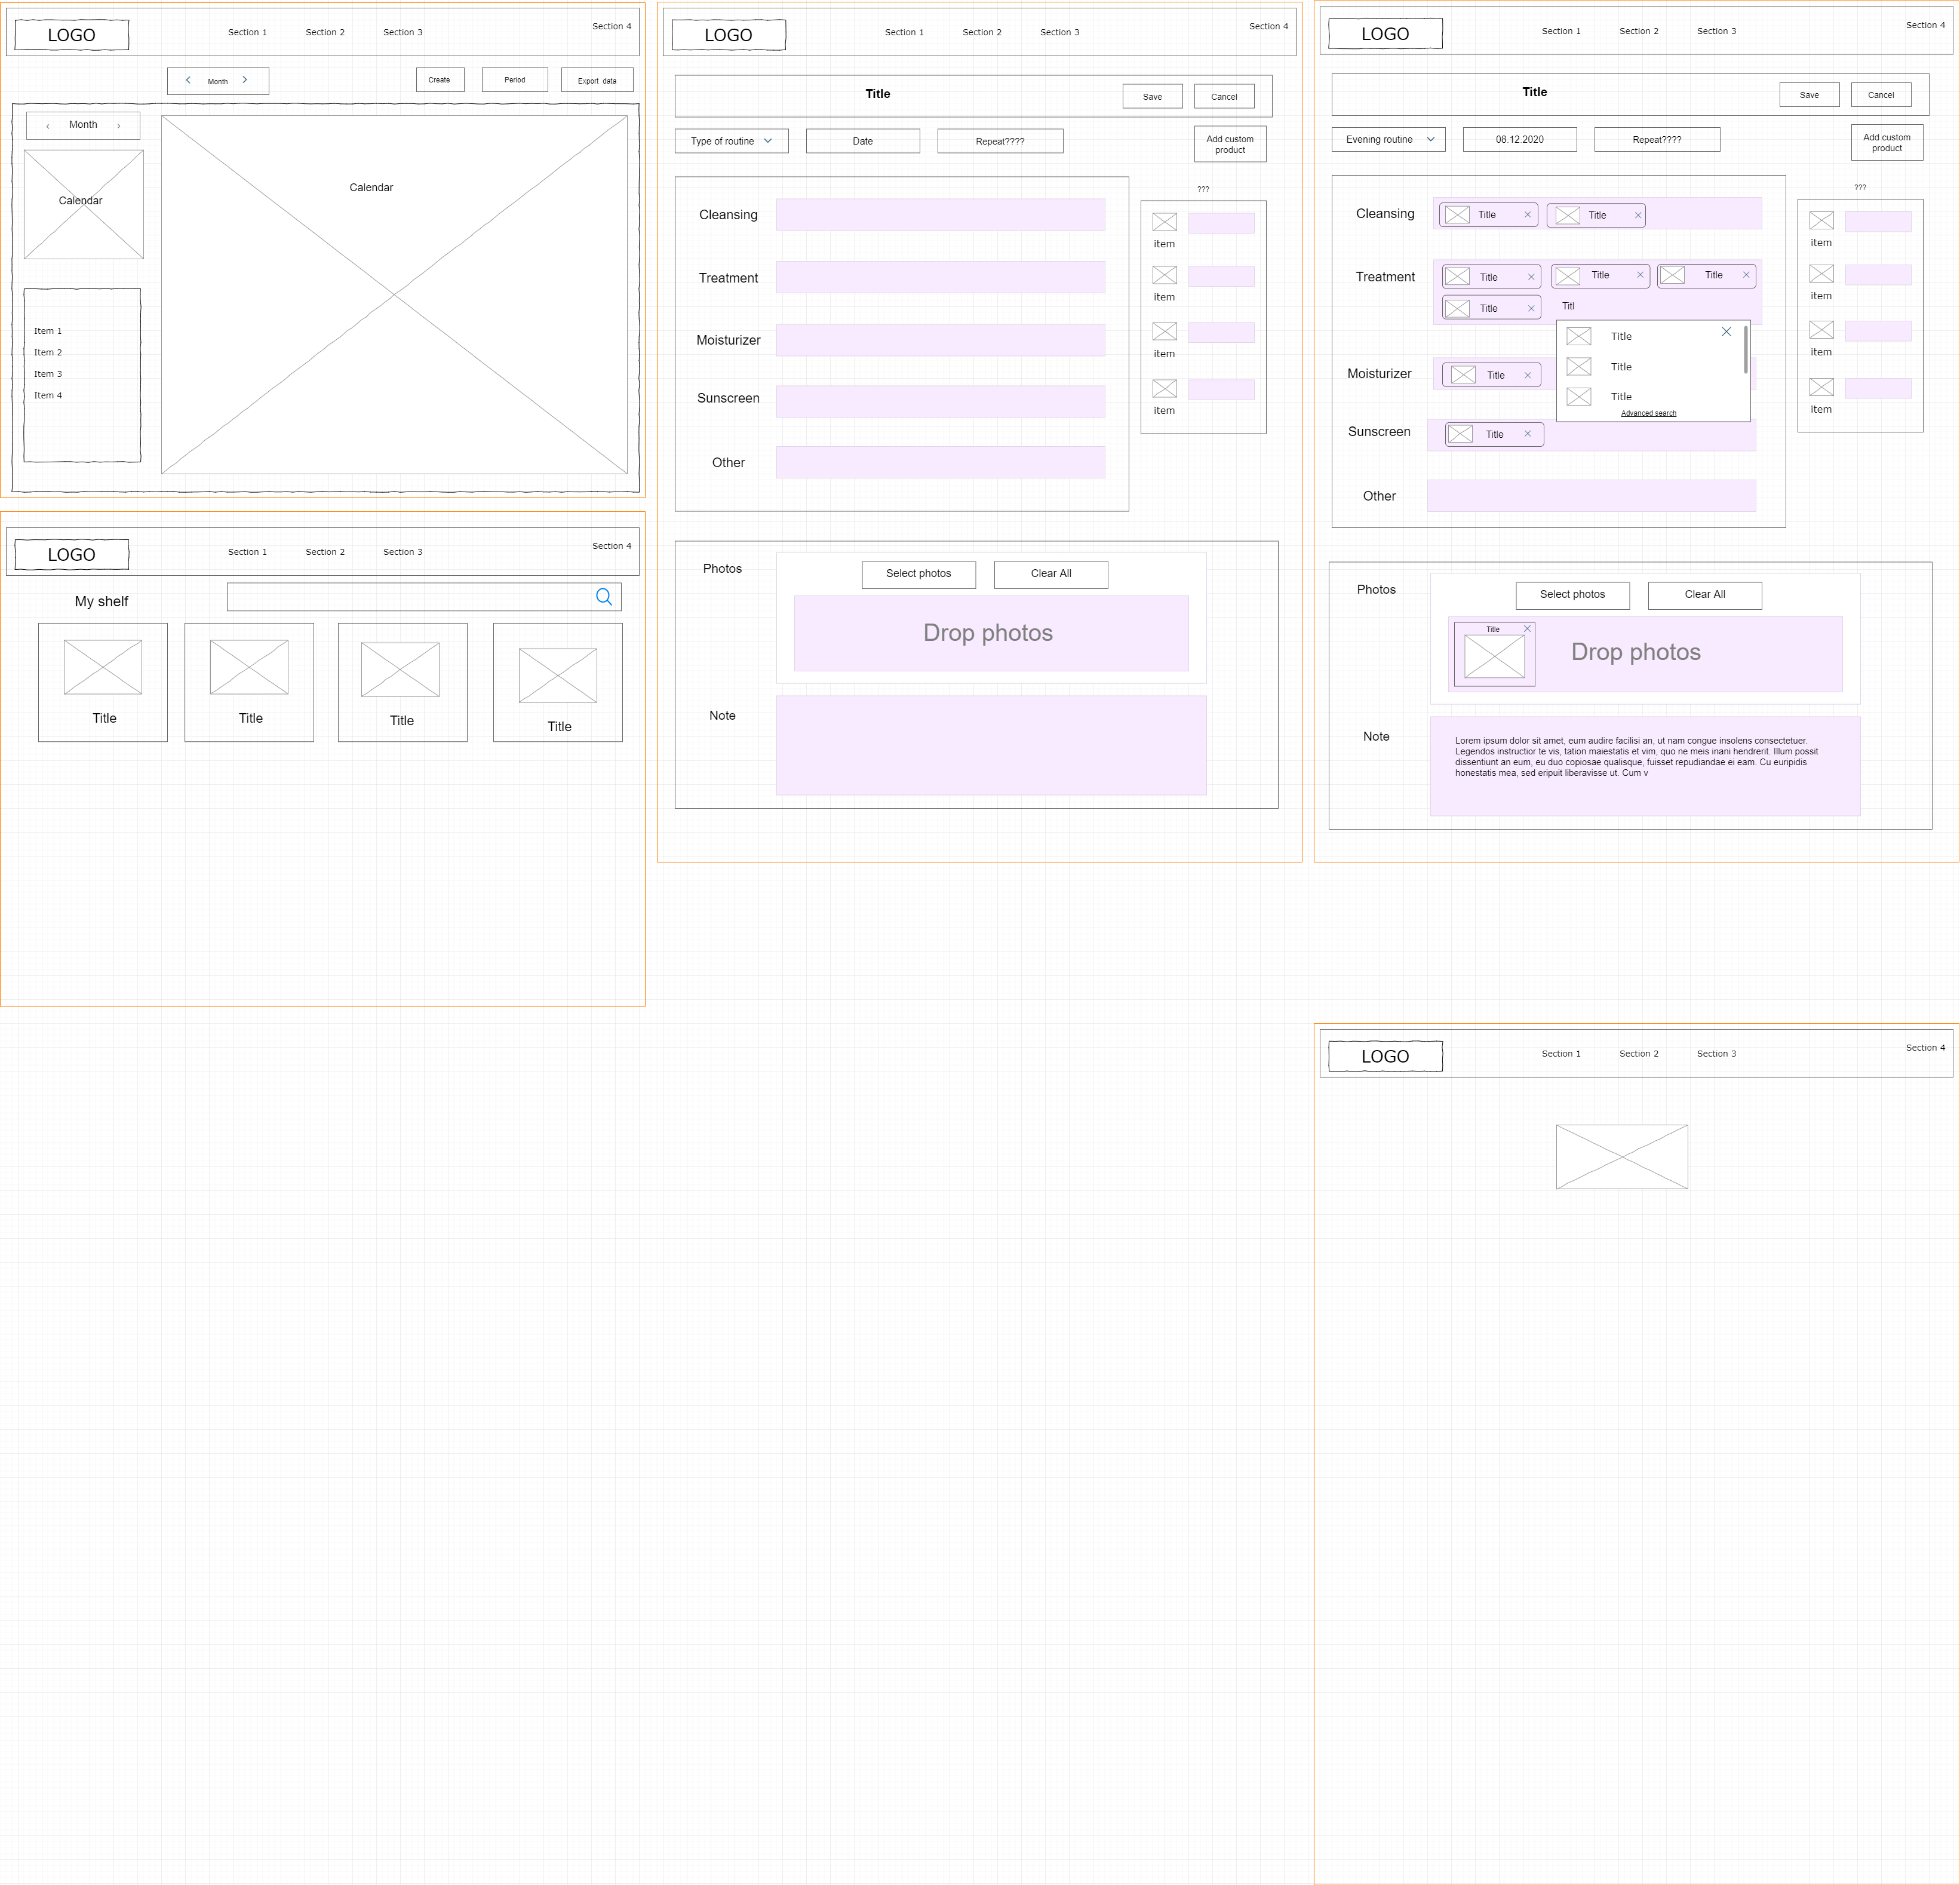 LOGO
Section 1
Section 2
Section 3
Section 4
Month
Create
Period
Export data
Month
Calendar
Calendar
Item 1
Item 2
Item 3
Item 4
LOGO
Section 1
Section 2
Section 3
Section 4
My shelf
Title
Title
Title
Title
LOGO
Section 1
Section 2
Section 3
Section 4
Title
Save
Cancel
Type of routine
Date
Repeat????
Add custom
product
???
Cleansing
Treatment
Moisturizer
Sunscreen
Other
item
item
item
item
Photos
Select photos
Clear All
Drop photos
Note
LOGO
Section 1
Section 2
Section 3
Section 4
Title
Save
Cancel
Evening routine
08.12.2020
Repeat????
Add custom
product
???
Cleansing
Title
Title
Treatment
Title
Title
Title
Title
Titl
Title
Title
Title
Advanced search
Moisturizer
Title
Sunscreen
Title
Other
item
item
item
item
Photos
Select photos
Clear All
Title
Drop photos
Note
Lorem ipsum dolor sit amet, eum audire facilisi an, ut nam congue insolens consectetuer.
Legendos instructior te vis, tation maiestatis et vim, quo ne meis inani hendrerit. Illum possit
dissentiunt an eum, eu duo copiosae qualisque, fuisset repudiandae ei eam. Cu euripidis
honestatis mea, sed eripuit liberavisse ut. Cum v
LOGO
Section 1
Section 2
Section 3
Section 4